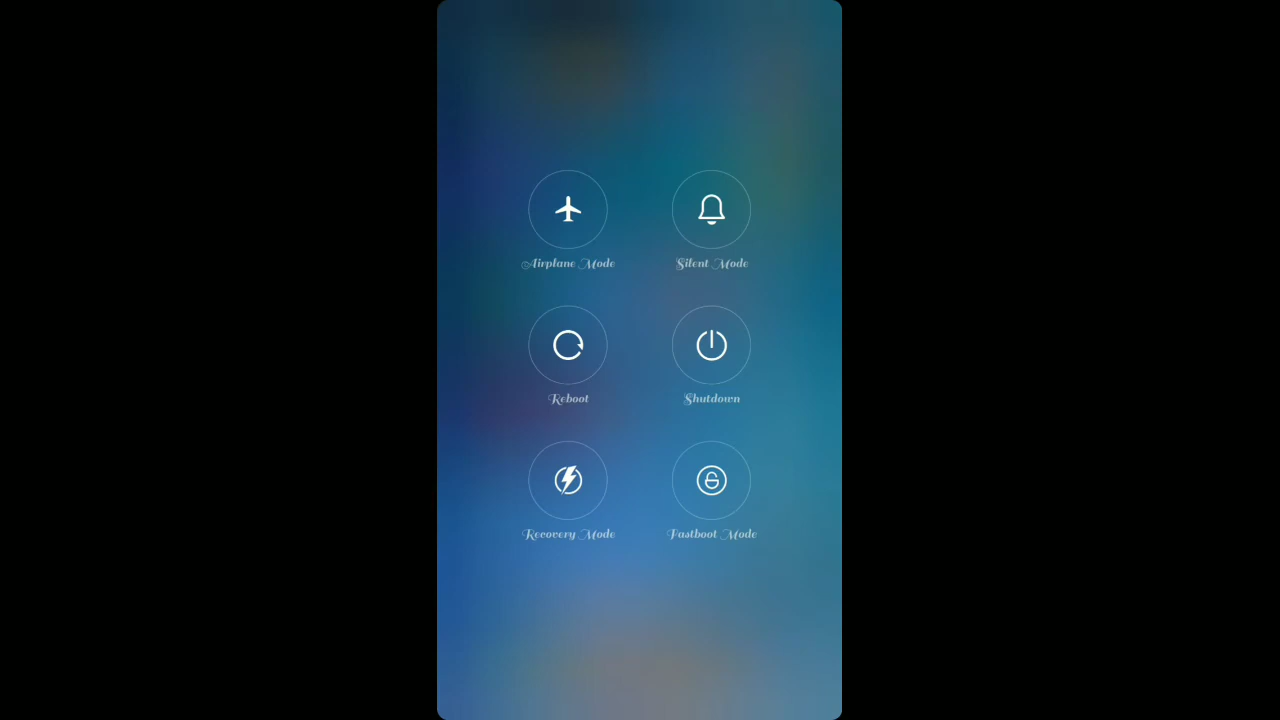 Airplane Mode
Silent Mode
Reboot
Shutdown
Recovery Mode
Fastboot Mode